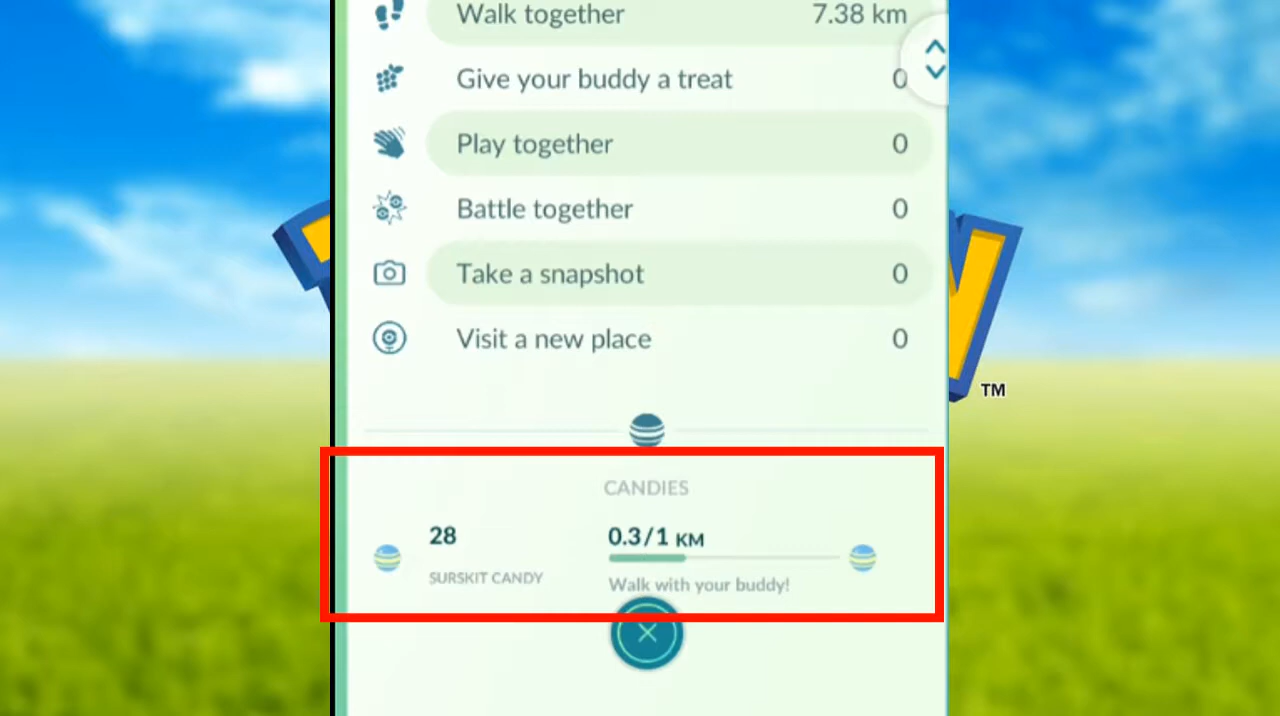 Walk together 7.38 km
Give your buddy a treat 0
Play together 0
Battle together 0
Take a snapshot 0
Visit a new place 0
TM
CANDIES
28 0.3/1 KM
SURSKIT CANDY Walk with your buddy!